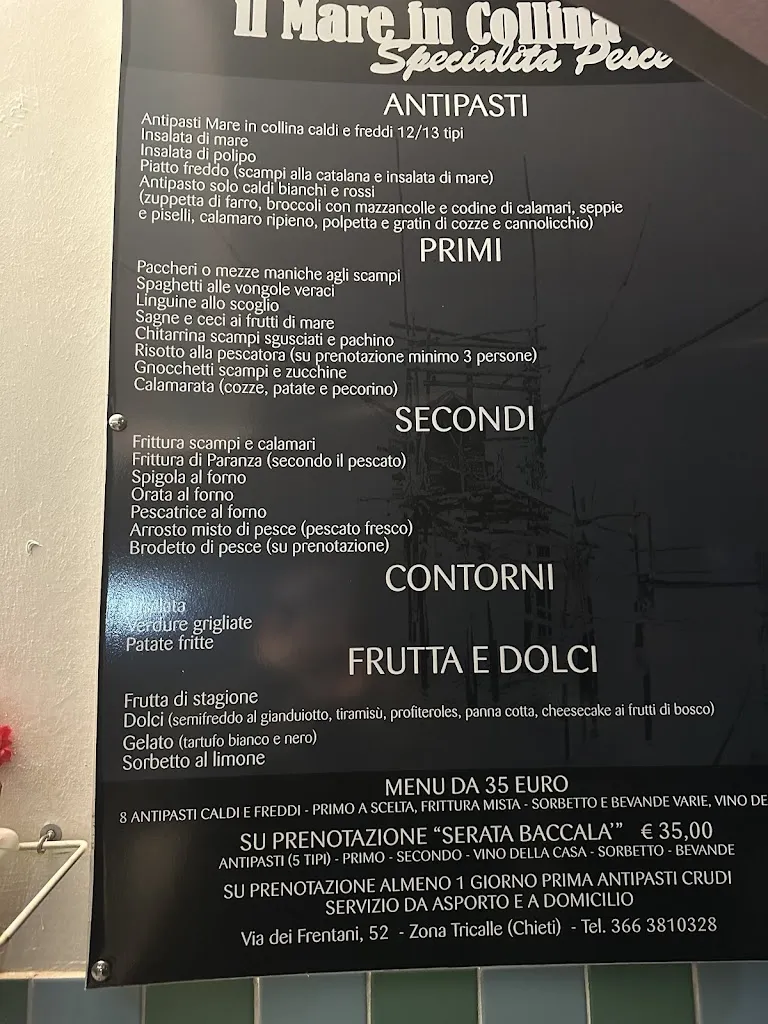 il Mare in Collina
Specialità Pesce
ANTIPASTI
Antipasti Mare in collina caldi e freddi 12/13 tipi
Insalata di mare
Insalata di polipo
Piatto freddo (scampi alla catalana e insalata di mare)
Antipasto solo caldi bianchi e rossi
(zuppetta di farro, broccoli con mazzancolle e codine di calamari, seppie
e piselli, calamaro ripieno, polpetta e gratin di cozze e cannolicchio)
PRIMI
Paccheri o mezze maniche agli scampi
Spaghetti alle vongole veraci
Linguine allo scoglio
Sagne e ceci ai frutti di mare
Chitarrina scampi sgusciati e pachino
Risotto alla pescatora (su prenotazione minimo 3 persone)
Gnocchetti scampi e zucchine
Calamarata (cozze, patate e pecorino)
SECONDI
Frittura scampi e calamari
Frittura di Paranza (secondo il pescato)
Spigola al forno
Orata al forno
Pescatrice al forno
Arrosto misto di pesce (pescato fresco)
Brodetto di pesce (su prenotazione)
CONTORNI
Insalata
Verdure grigliate
Patate fritte
FRUTTA E DOLCI
Frutta di stagione
Dolci (semifreddo al gianduiotto, tiramisù, profiteroles, panna cotta, cheesecake ai frutti di bosco)
Gelato (tartufo bianco e nero)
Sorbetto al limone
MENU DA 35 EURO
8 ANTIPASTI CALDI E FREDDI - PRIMO A SCELTA, FRITTURA MISTA - SORBETTO E BEVANDE VARIE, VINO DE
SU PRENOTAZIONE "SERATA BACCALA'" € 35,00
ANTIPASTI (5 TIPI) - PRIMO - SECONDO - VINO DELLA CASA - SORBETTO - BEVANDE
SU PRENOTAZIONE ALMENO 1 GIORNO PRIMA ANTIPASTI CRUDI
SERVIZIO DA ASPORTO E A DOMICILIO
Via dei Frentani, 52 - Zona Tricalle (Chieti) - Tel. 366 3810328